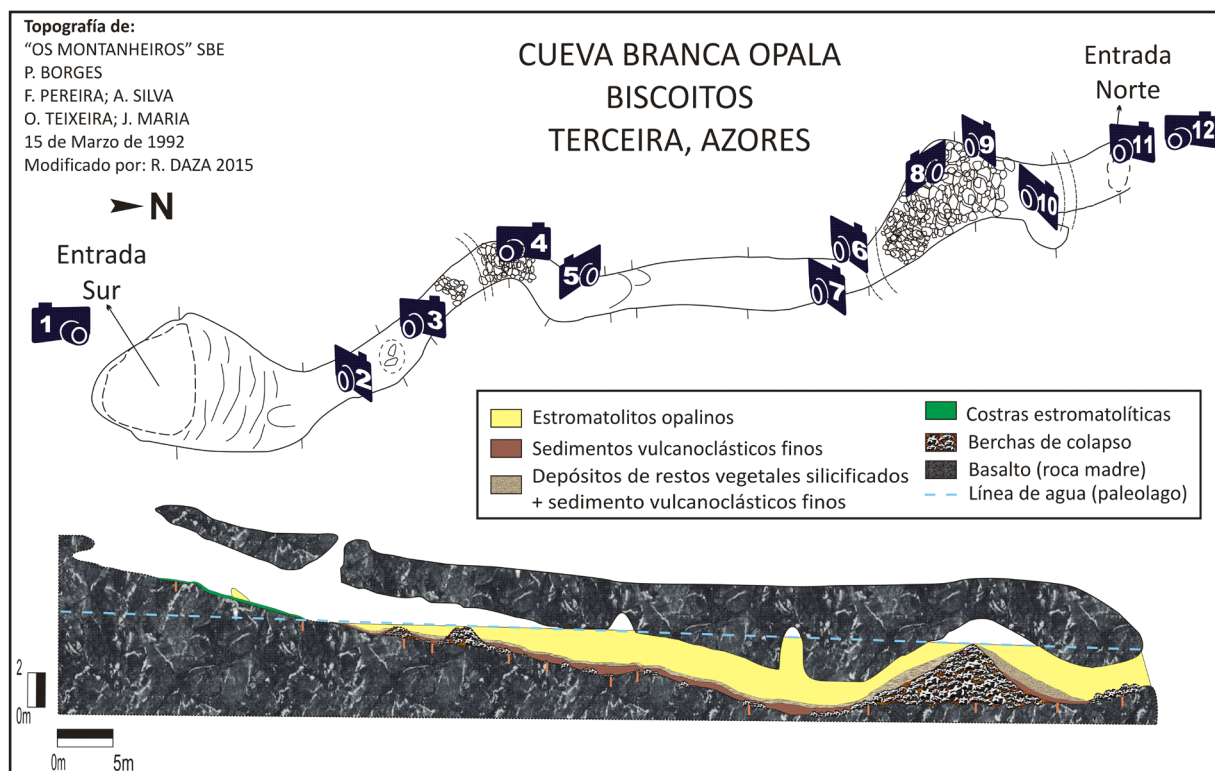 Topografía de:
“OS MONTANHEIROS” SBE
P. BORGES
F. PEREIRA; A. SILVA
O. TEIXEIRA; J. MARIA
15 de Marzo de 1992
Modificado por: R. DAZA 2015
CUEVA BRANCA OPALA
BISCOITOS
TERCEIRA, AZORES
N
Entrada
Norte
Entrada
Sur
1
2
3
4
5
6
7
8
9
10
11
12
Estromatolitos opalinos
Sedimentos vulcanoclásticos finos
Depósitos de restos vegetales silicificados
+ sedimento vulcanoclásticos finos
Costras estromatolíticas
Berchas de colapso
Basalto (roca madre)
Línea de agua (paleolago)
2
0m
0m 5m